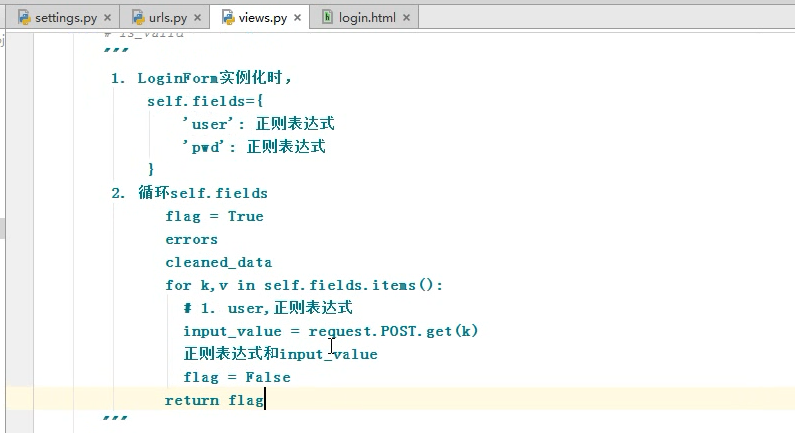 settings.py × urls.py × views.py × login.html ×
# is_valid
"""
1. LoginForm实例化时,
self.fields={
'user': 正则表达式
'pwd': 正则表达式
}
2. 循环self.fields
flag = True
errors
cleaned_data
for k,v in self.fields.items():
# 1. user,正则表达式
input_value = request.POST.get(k)
正则表达式和input_value
flag = False
return flag
"""